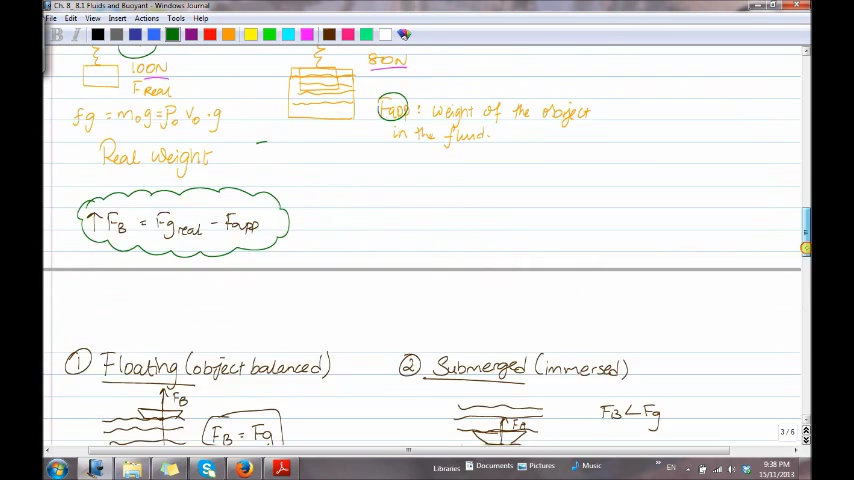 Ch. 8_ 8.1 Fluids and Buoyant - Windows Journal
File Edit View Insert Actions Tools Help
B I
100N
80N
FREAL
fg = mog = Po vo . g
Fapp : weight of the object
in the fluid.
Real weight
↑ FB = Fg real - Fapp
① Floating (object balanced)
② Submerged (immersed)
FB
FB = Fg
FB
FB < Fg
3 / 6
Libraries Documents Pictures Music » EN
9:38 PM
15/11/2013